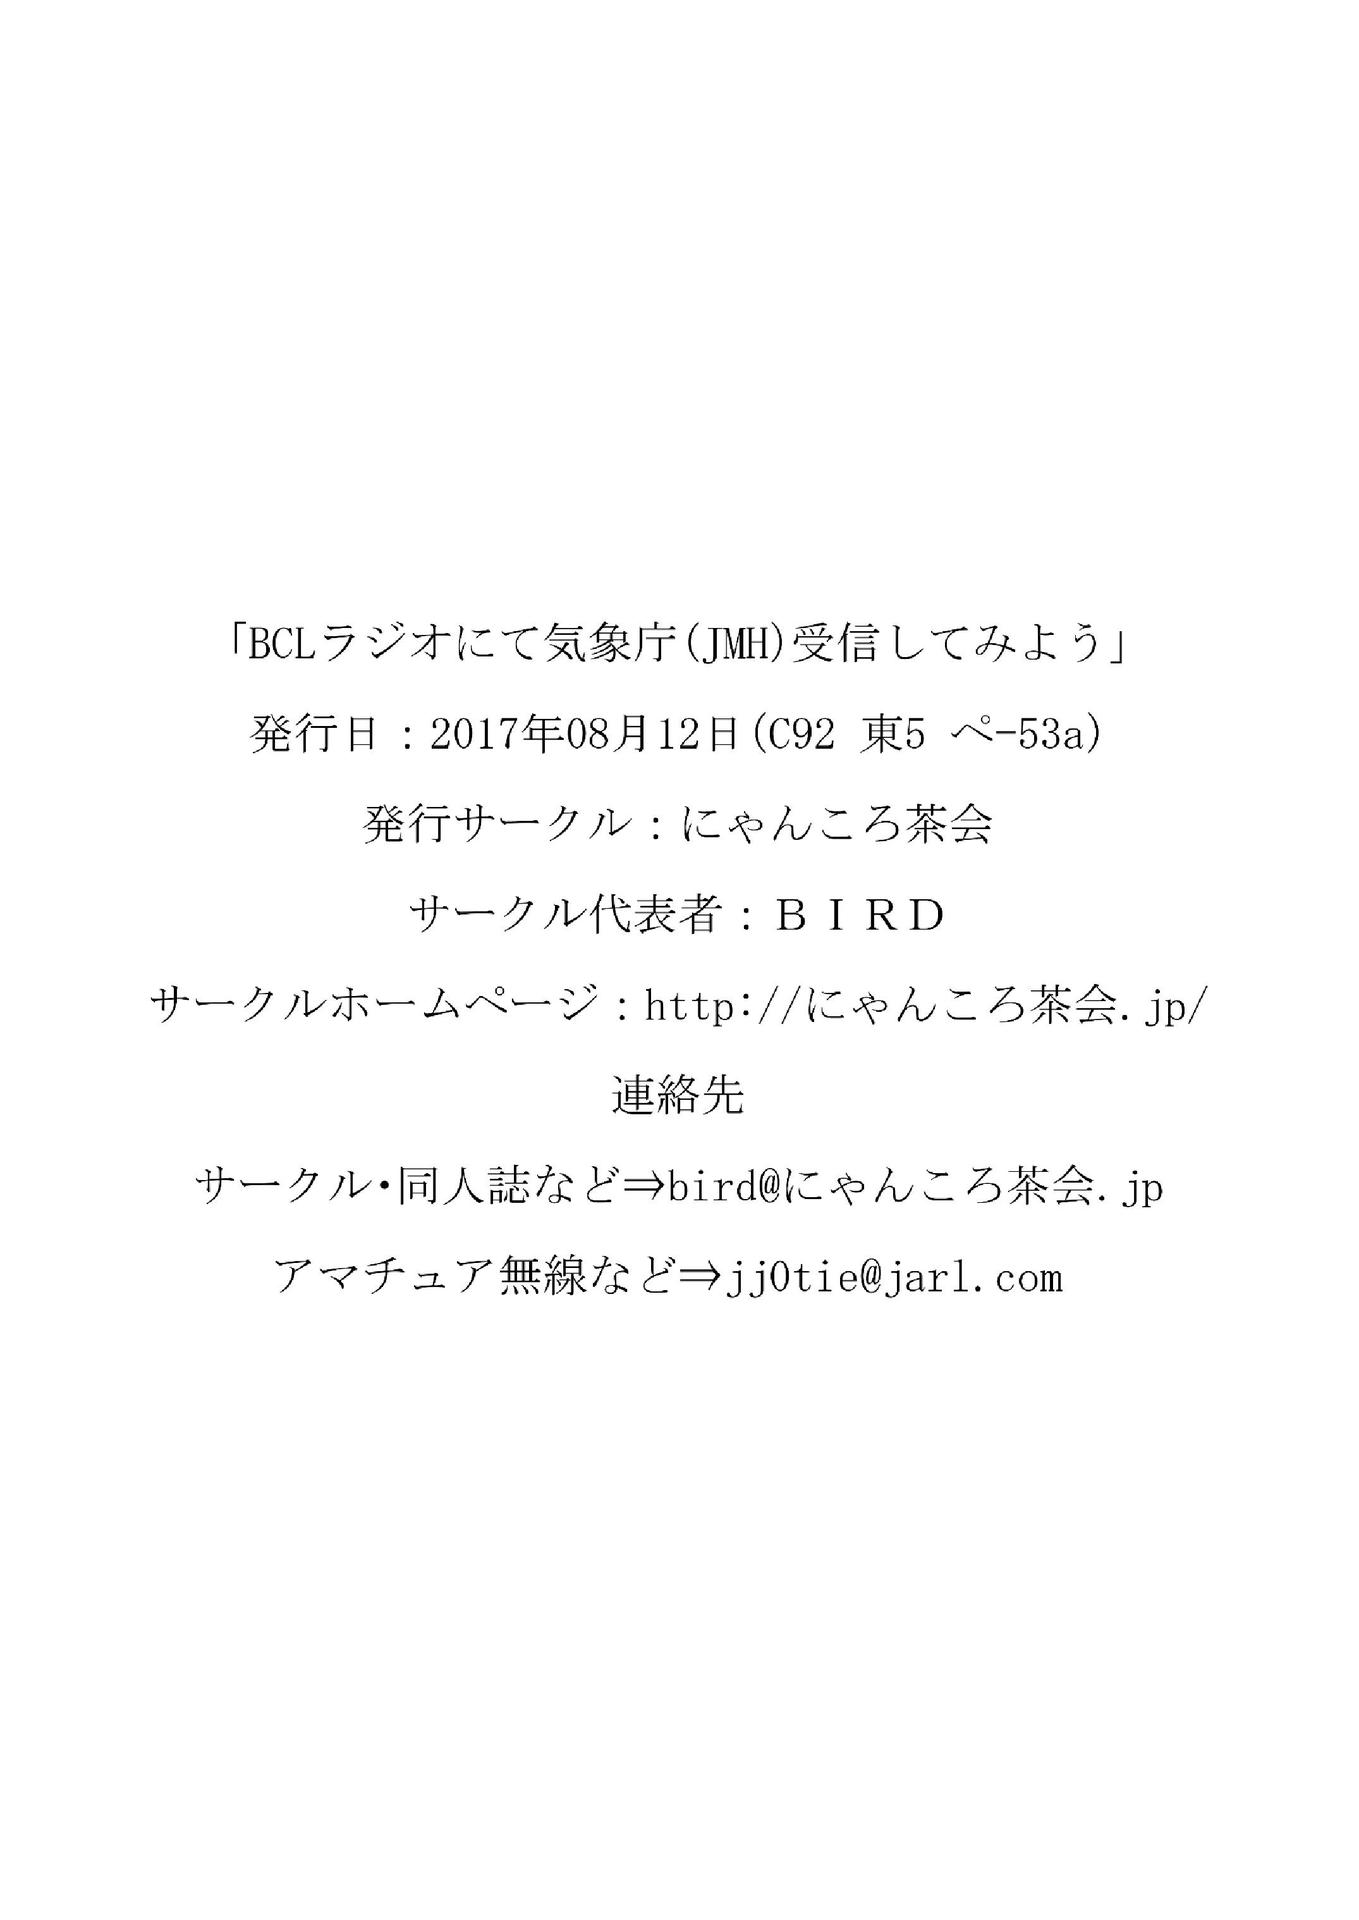 「BCLラジオにて気象庁(JMH)受信してみよう」
発行日：2017年08月12日(C92 東5 ペ-53a)
発行サークル：にゃんころ茶会
サークル代表者：ＢＩＲＤ
サークルホームページ：http://にゃんころ茶会.jp/
連絡先
サークル・同人誌など⇒bird@にゃんころ茶会.jp
アマチュア無線など⇒jj0tie@jarl.com